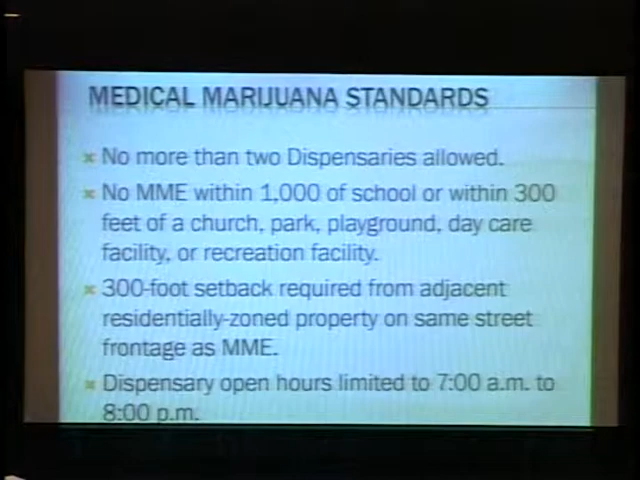 MEDICAL MARIJUANA STANDARDS
No more than two Dispensaries allowed.
No MME within 1,000 of school or within 300
feet of a church, park, playground, day care
facility, or recreation facility.
300-foot setback required from adjacent
residentially-zoned property on same street
frontage as MME.
Dispensary open hours limited to 7:00 a.m. to
8:00 p.m.